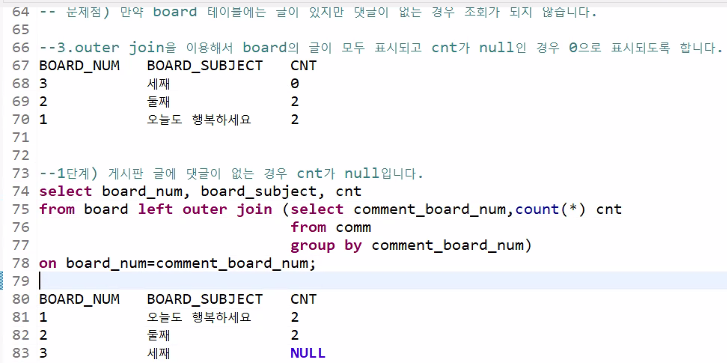 64 -- 문제점) 만약 board 테이블에는 글이 있지만 댓글이 없는 경우 조회가 되지 않습니다.
65
66 --3.outer join을 이용해서 board의 글이 모두 표시되고 cnt가 null인 경우 0으로 표시되도록 합니다.
67 BOARD_NUM BOARD_SUBJECT CNT
68 3 세째 0
69 2 둘째 2
70 1 오늘도 행복하세요 2
71
72
73 --1단계) 게시판 글에 댓글이 없는 경우 cnt가 null입니다.
74 select board_num, board_subject, cnt
75 from board left outer join (select comment_board_num,count(*) cnt
76 from comm
77 group by comment_board_num)
78 on board_num=comment_board_num;
79
80 BOARD_NUM BOARD_SUBJECT CNT
81 1 오늘도 행복하세요 2
82 2 둘째 2
83 3 세째 NULL